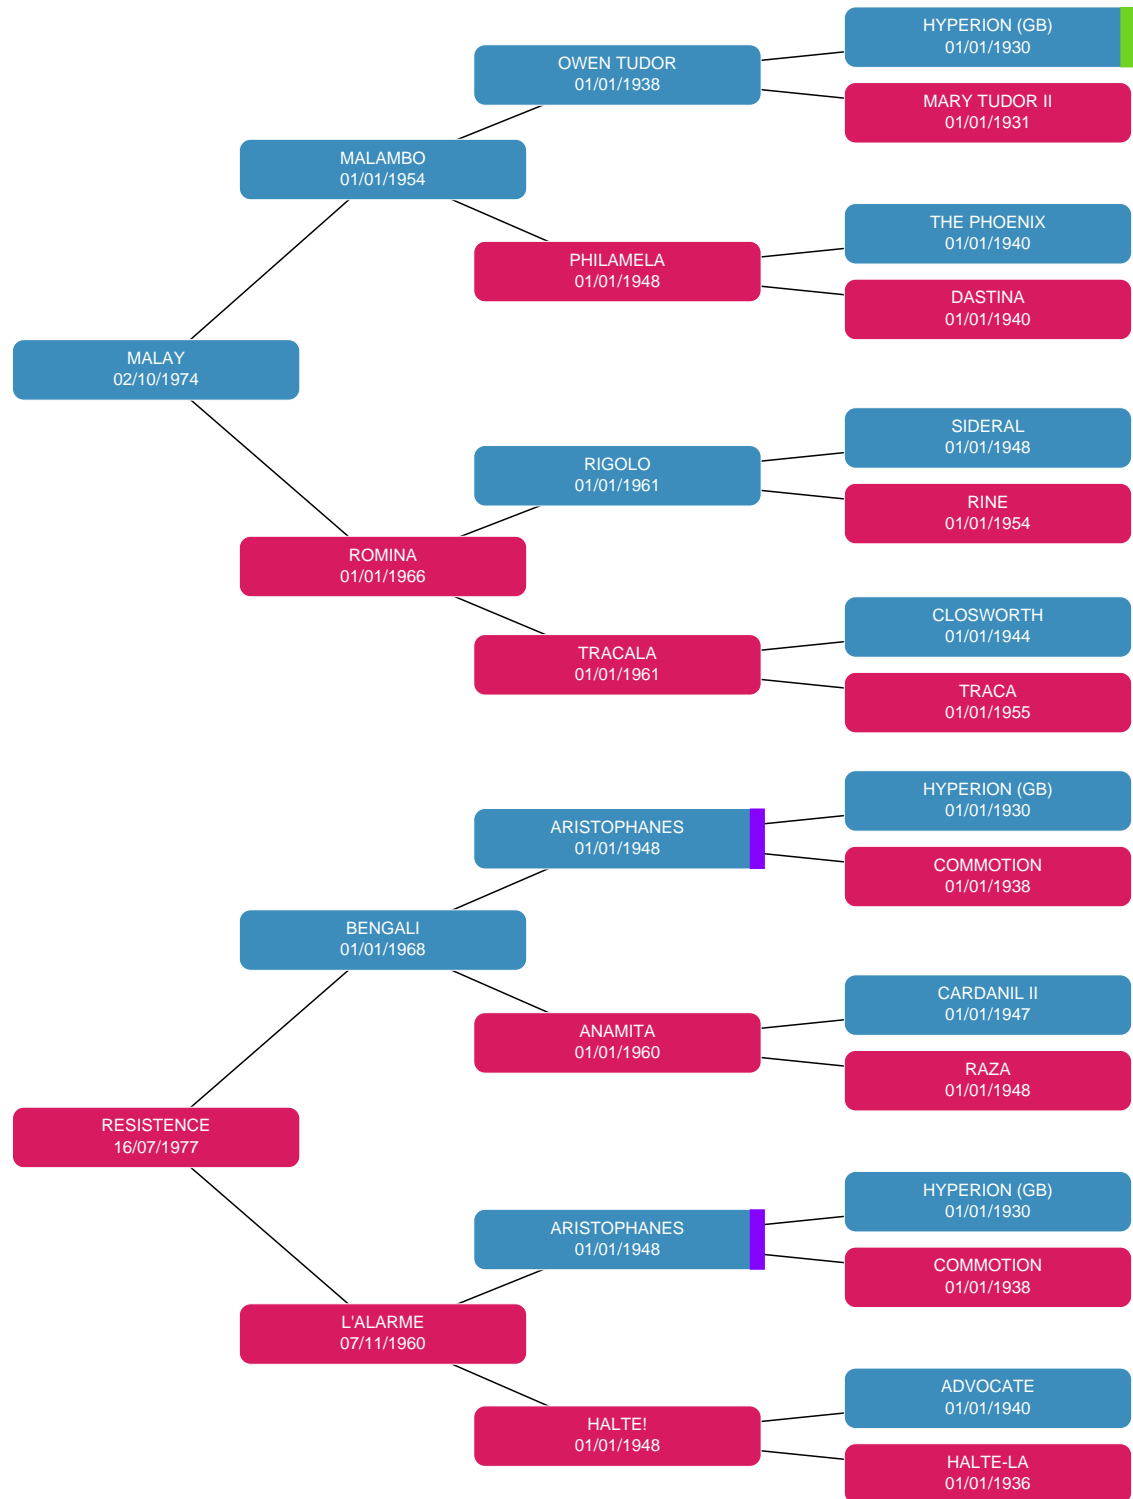 HYPERION (GB)
01/01/1930
OWEN TUDOR
01/01/1938
MARY TUDOR II
01/01/1931
MALAMBO
01/01/1954
THE PHOENIX
01/01/1940
PHILAMELA
01/01/1948
DASTINA
01/01/1940
MALAY
02/10/1974
SIDERAL
01/01/1948
RIGOLO
01/01/1961
RINE
01/01/1954
ROMINA
01/01/1966
CLOSWORTH
01/01/1944
TRACALA
01/01/1961
TRACA
01/01/1955
HYPERION (GB)
01/01/1930
ARISTOPHANES
01/01/1948
COMMOTION
01/01/1938
BENGALI
01/01/1968
CARDANIL II
01/01/1947
ANAMITA
01/01/1960
RAZA
01/01/1948
RESISTENCE
16/07/1977
HYPERION (GB)
01/01/1930
ARISTOPHANES
01/01/1948
COMMOTION
01/01/1938
L'ALARME
07/11/1960
ADVOCATE
01/01/1940
HALTE!
01/01/1948
HALTE-LA
01/01/1936